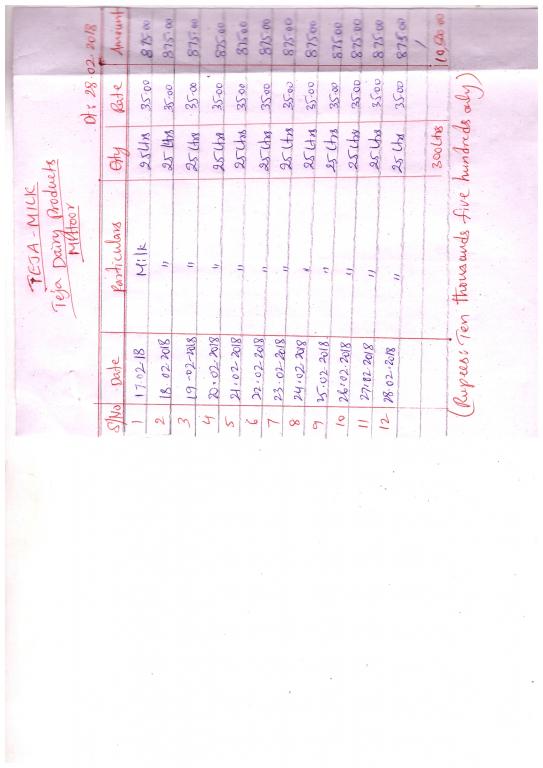 TEJA-MILK
Teja Dairy Products
Dt: 28.02.2018
S/No Date Particulars Qty Rate Amount
1 17.02.18 Milk 25 Ltrs 35.00 875.00
2 18.02.2018 " 25 Ltrs 35.00 875.00
3 19.02.2018 " 25 Ltrs 35.00 875.00
4 20.02.2018 " 25 Ltrs 35.00 875.00
5 21.02.2018 " 25 Ltrs 35.00 875.00
6 22.02.2018 " 25 Ltrs 35.00 875.00
7 23.02.2018 " 25 Ltrs 35.00 875.00
8 24.02.2018 " 25 Ltrs 35.00 875.00
9 25.02.2018 " 25 Ltrs 35.00 875.00
10 26.02.2018 " 25 Ltrs 35.00 875.00
11 27.02.2018 " 25 Ltrs 35.00 875.00
12 28.02.2018 " 25 Ltr 35.00 875.00
300 Ltrs 10,500.00
(Rupees: Ten thousands five hundreds only)